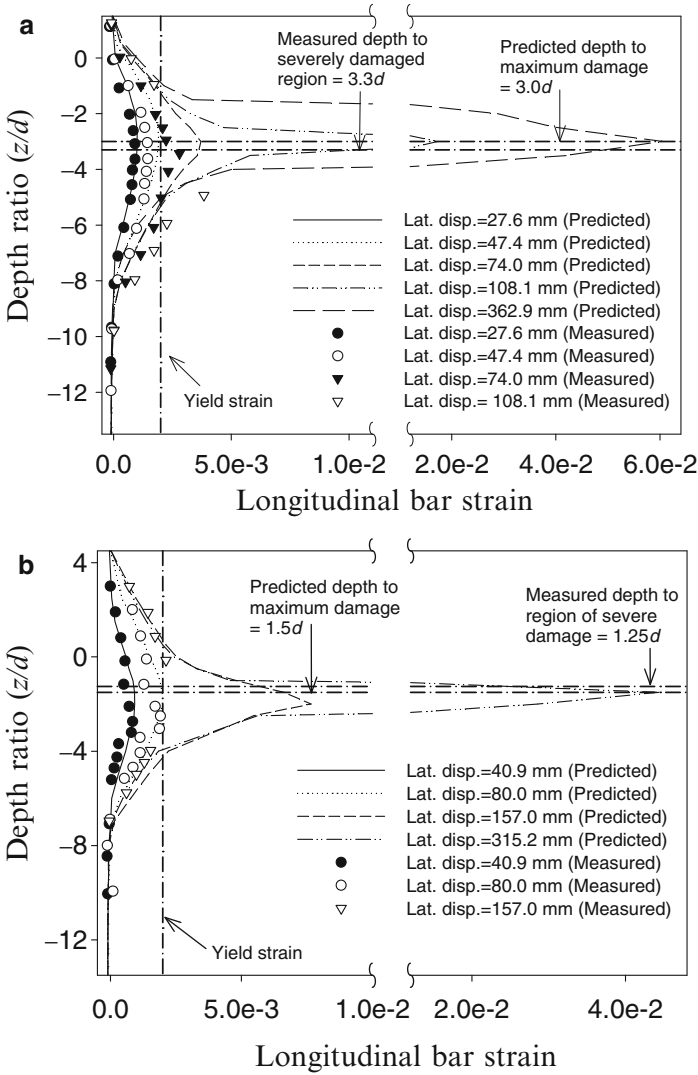 a
Measured depth to
severely damaged
region = 3.3d
Predicted depth to
maximum damage
= 3.0d
0
−2
−4
−6
−8
−10
−12
Depth ratio (z/d)
Lat. disp.=27.6 mm (Predicted)
Lat. disp.=47.4 mm (Predicted)
Lat. disp.=74.0 mm (Predicted)
Lat. disp.=108.1 mm (Predicted)
Lat. disp.=362.9 mm (Predicted)
Lat. disp.=27.6 mm (Measured)
Lat. disp.=47.4 mm (Measured)
Lat. disp.=74.0 mm (Measured)
Lat. disp.= 108.1 mm (Measured)
Yield strain
0.0 5.0e-3 1.0e-2 2.0e-2 6.0e-2
Longitudinal bar strain
b
Predicted depth to
maximum damage
= 1.5d
Measured depth to
region of severe
damage = 1.25d
4
0
−4
−8
−12
Depth ratio (z/d)
Lat. disp.=40.9 mm (Predicted)
Lat. disp.=80.0 mm (Predicted)
Lat. disp.=157.0 mm (Predicted)
Lat. disp.=315.2 mm (Predicted)
Lat. disp.=40.9 mm (Measured)
Lat. disp.=80.0 mm (Measured)
Lat. disp.=157.0 mm (Measured)
Yield strain
0.0 5.0e-3 1.0e-2 2.0e-2 4.0e-2
Longitudinal bar strain